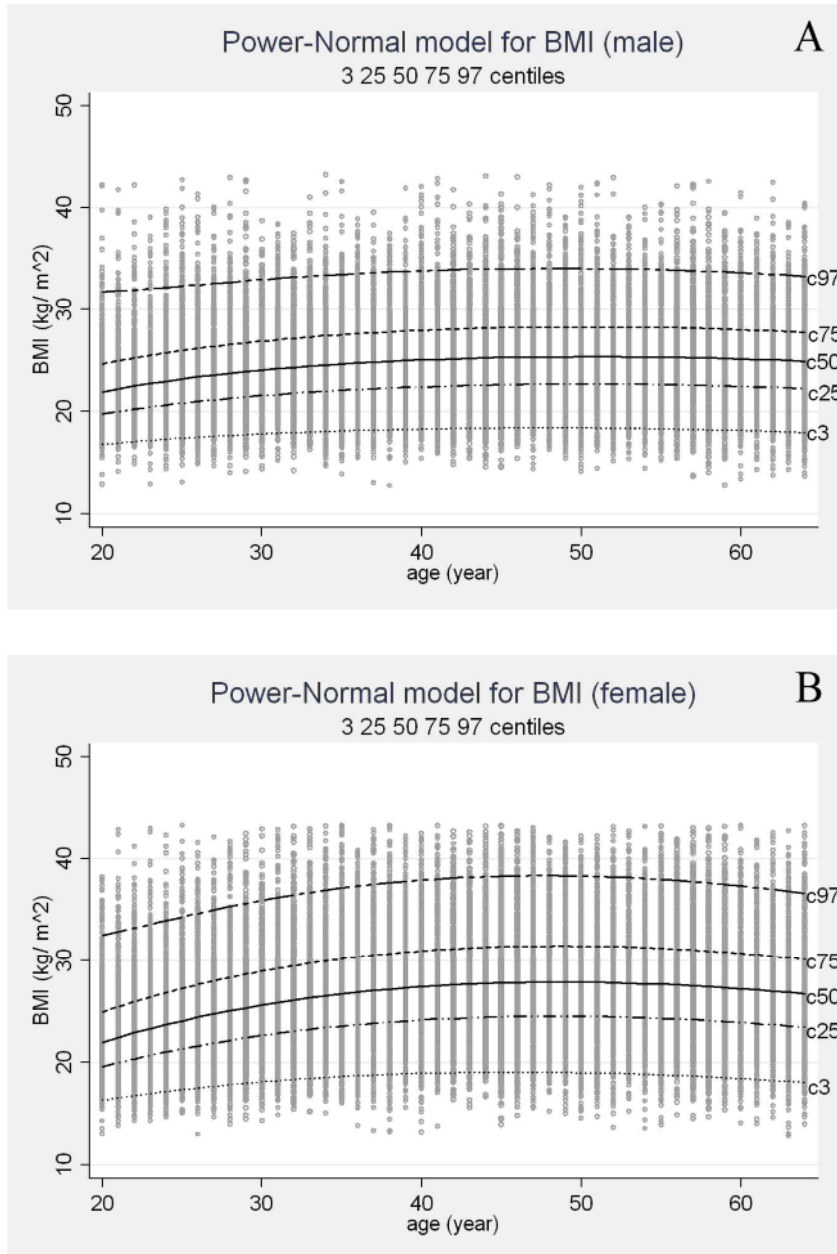 Power-Normal model for BMI (male)
A
3 25 50 75 97 centiles
50
40
30
20
10
BMI (kg/ m^2)
c97
c75
c50
c25
c3
20 30 40 50 60
age (year)
Power-Normal model for BMI (female)
B
3 25 50 75 97 centiles
50
40
30
20
10
BMI (kg/ m^2)
c97
c75
c50
c25
c3
20 30 40 50 60
age (year)